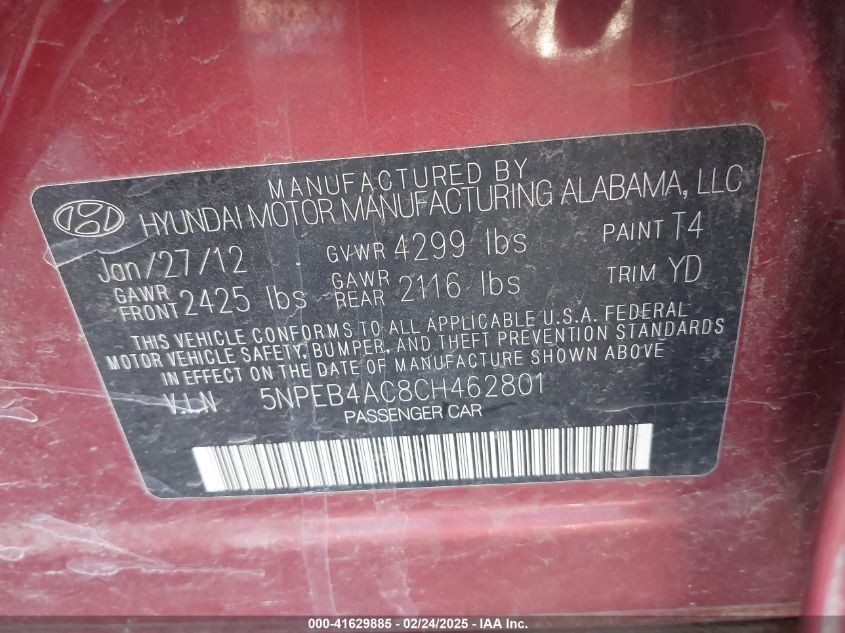 MANUFACTURED BY
HYUNDAI MOTOR MANUFACTURING ALABAMA, LLC
Jan/27/12 GVWR 4299 lbs PAINT T4
GAWR FRONT 2425 lbs GAWR REAR 2116 lbs TRIM YD
THIS VEHICLE CONFORMS TO ALL APPLICABLE U.S.A. FEDERAL
MOTOR VEHICLE SAFETY, BUMPER, AND THEFT PREVENTION STANDARDS
IN EFFECT ON THE DATE OF MANUFACTURE SHOWN ABOVE
V.I.N 5NPEB4AC8CH462801
PASSENGER CAR
000-41629885 - 02/24/2025 - IAAI, Inc.